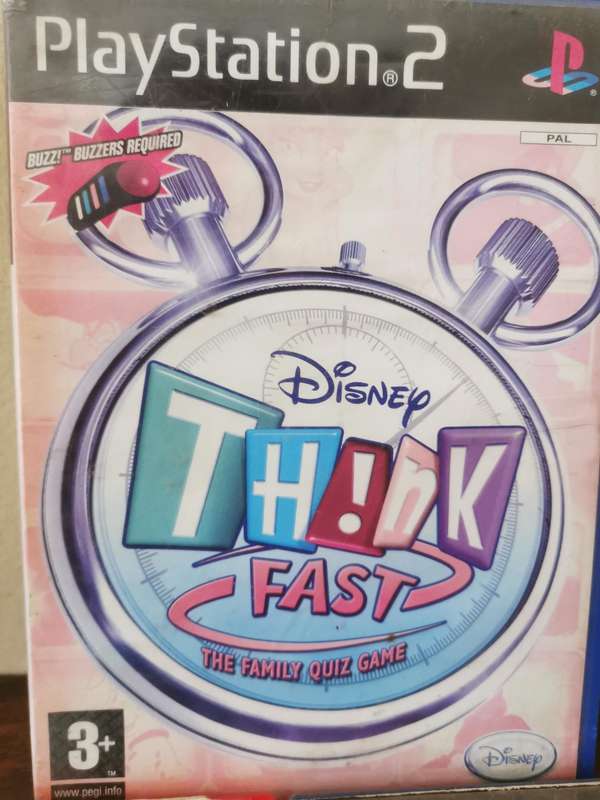 PlayStation®2
PAL
BUZZ!™ BUZZERS REQUIRED
Disney
TH!nK
FAST
THE FAMILY QUIZ GAME
3+
™
www.pegi.info
Disney